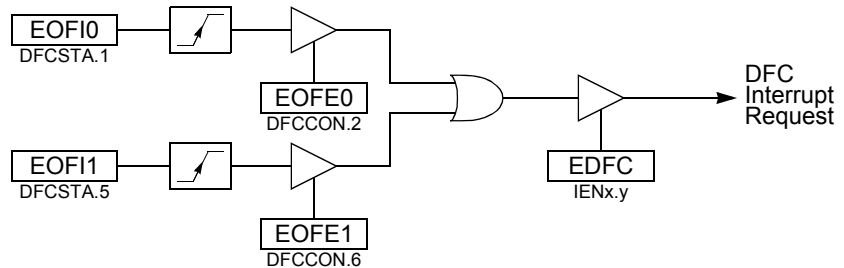 EOFI0
DFCSTA.1
EOFE0
DFCCON.2
DFC
Interrupt
Request
EOFI1
DFCSTA.5
EDFC
IENx.y
EOFE1
DFCCON.6